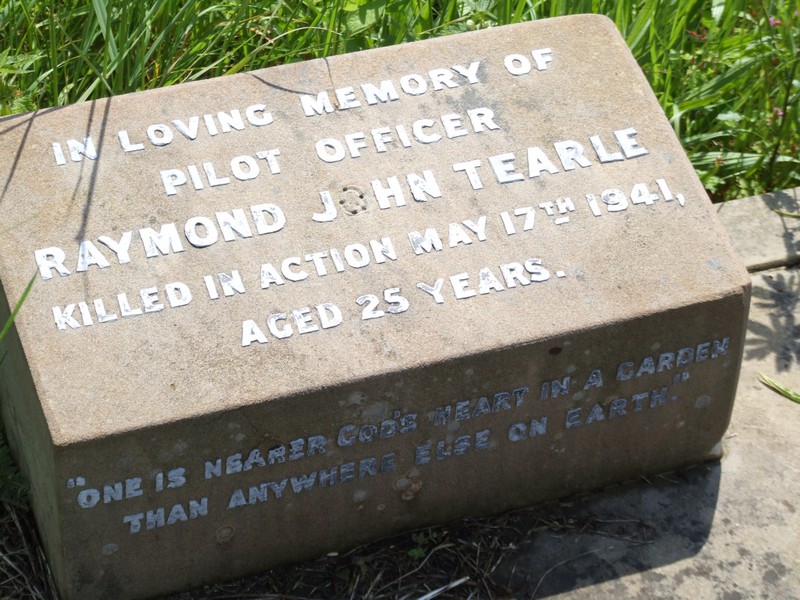 IN LOVING MEMORY OF
PILOT OFFICER
RAYMOND JOHN TEARLE
KILLED IN ACTION MAY 17TH 1941,
AGED 25 YEARS.
"ONE IS NEARER GOD'S HEART IN A GARDEN
THAN ANYWHERE ELSE ON EARTH."